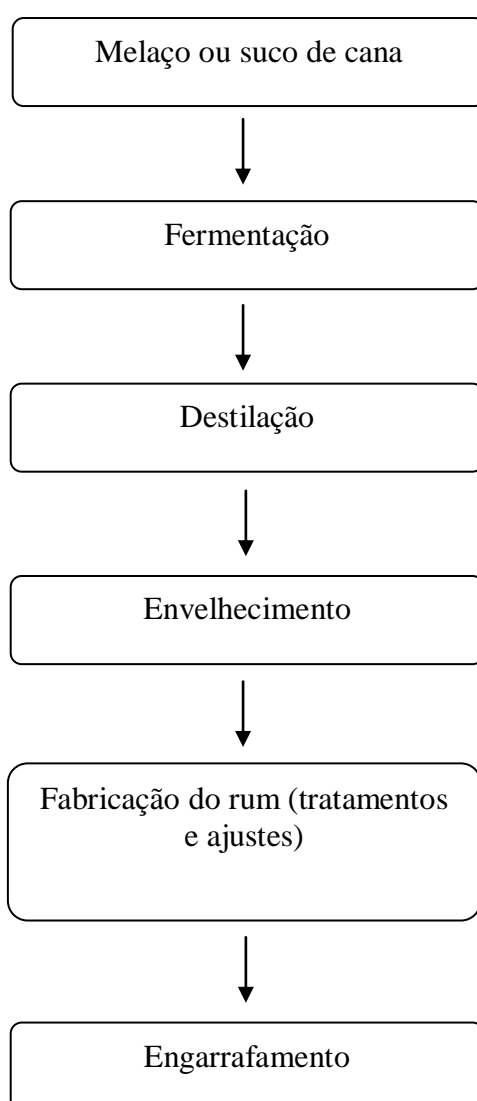 Melaço ou suco de cana
Fermentação
Destilação
Envelhecimento
Fabricação do rum (tratamentos
e ajustes)
Engarrafamento